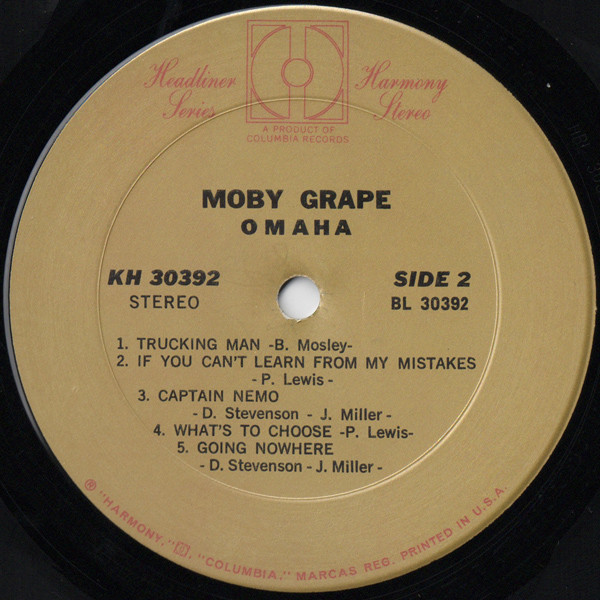 Headliner Series
Harmony Stereo
A PRODUCT OF
COLUMBIA RECORDS
MOBY GRAPE
OMAHA
KH 30392 SIDE 2
STEREO BL 30392
1. TRUCKING MAN -B. Mosley-
2. IF YOU CAN'T LEARN FROM MY MISTAKES
- P. Lewis -
3. CAPTAIN NEMO
- D. Stevenson - J. Miller -
4. WHAT'S TO CHOOSE -P. Lewis-
5. GOING NOWHERE
- D. Stevenson - J. Miller -
® "HARMONY," "COLUMBIA," MARCAS REG. PRINTED IN U.S.A.